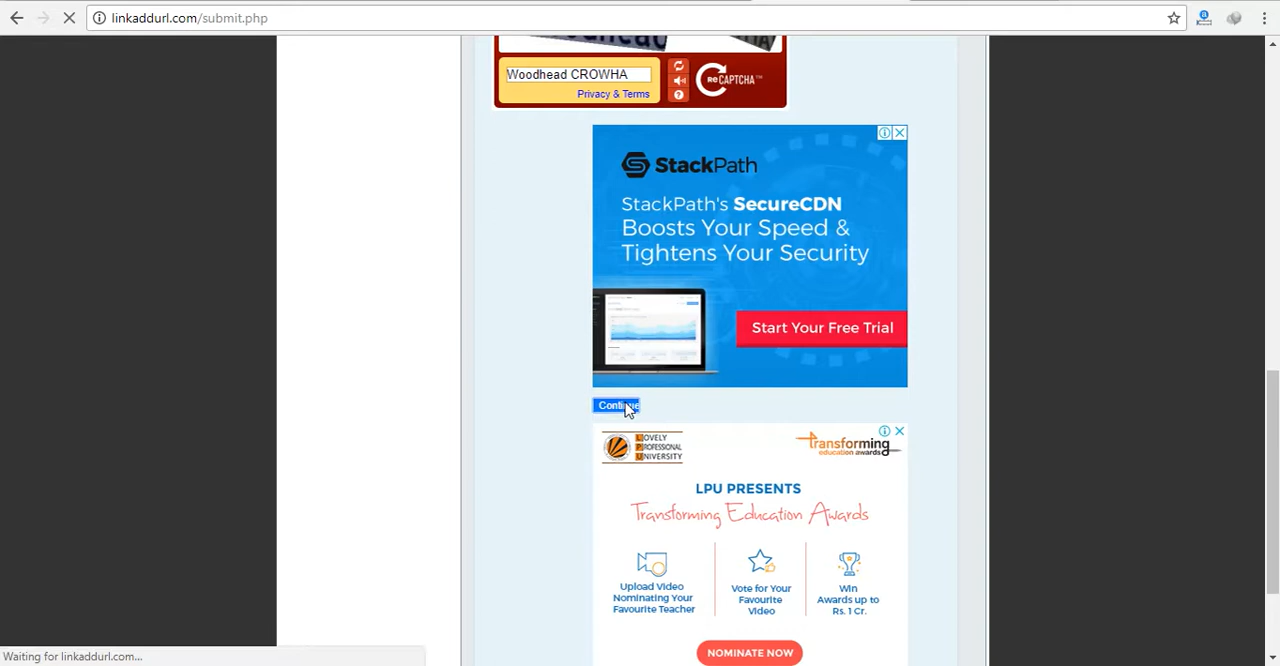 linkaddurl.com/submit.php
Woodhead CROWHA
Privacy & Terms
ReCAPTCHA™
StackPath
StackPath's SecureCDN
Boosts Your Speed &
Tightens Your Security
Start Your Free Trial
Continue
LOVELY
PROFESSIONAL
UNIVERSITY
transforming
education awards
LPU PRESENTS
Transforming Education Awards
Upload Video
Nominating Your
Favourite Teacher
Vote for Your
Favourite
Video
Win
Awards up to
Rs. 1 Cr.
NOMINATE NOW
Waiting for linkaddurl.com...